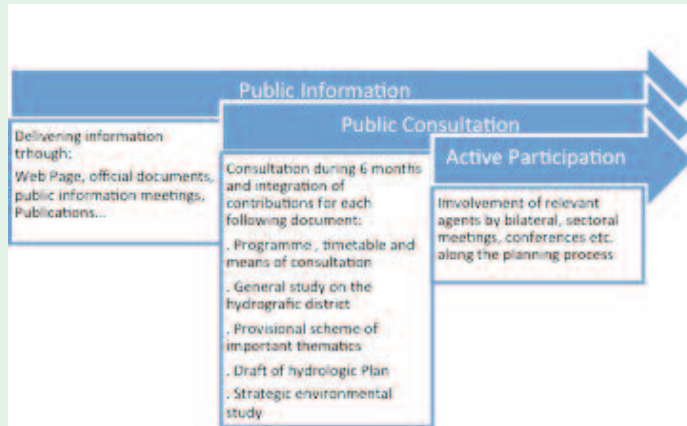 Public Information
Delivering information
trhough:
Web Page, official documents,
public information meetings,
Publications...
Public Consultation
Consultation during 6 months
and integration of
contributions for each
following document:
. Programme , timetable and
means of consultation
. General study on the
hydrografic district
. Provisional scheme of
important thematics
. Draft of hydrologic Plan
. Strategic environmental
study
Active Participation
Imvolvement of relevant
agents by bilateral, sectoral
meetings, conferences etc.
along the planning process